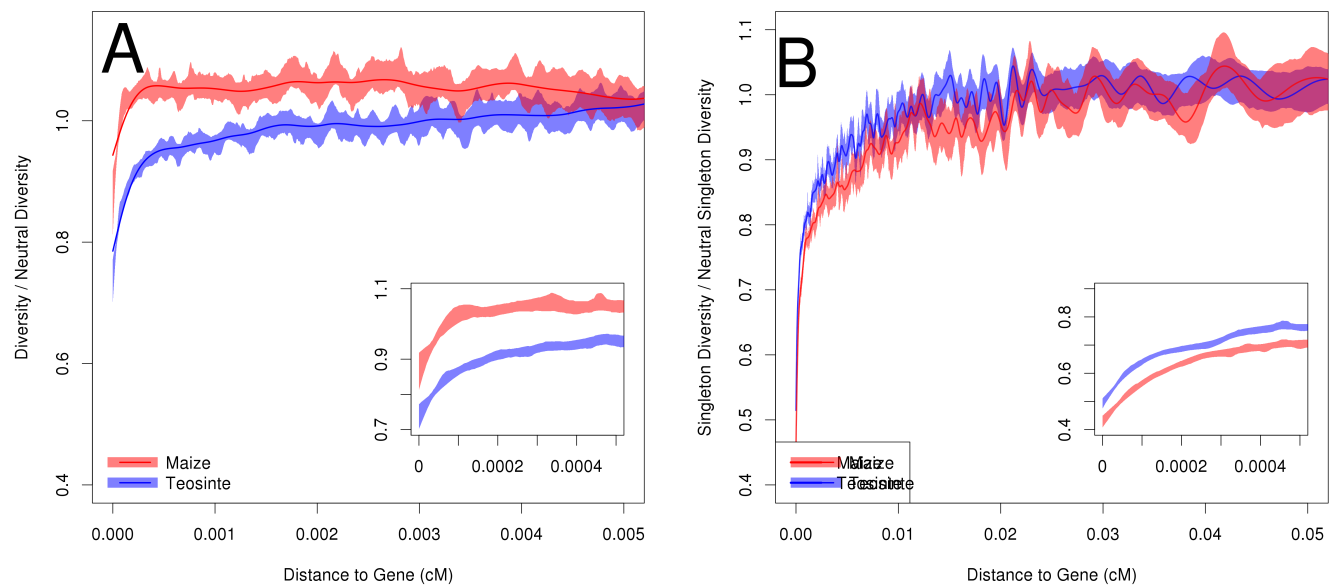 A
Diversity / Neutral Diversity
1.0
0.8
0.6
0.4
1.1
0.9
0.7
0 0.0002 0.0004
Maize
Teosinte
0.000 0.001 0.002 0.003 0.004 0.005
Distance to Gene (cM)
B
Singleton Diversity / Neutral Singleton Diversity
1.1
1.0
0.9
0.8
0.7
0.6
0.5
0.4
0.8
0.6
0.4
0 0.0002 0.0004
Maize Maize
Teosinte Teosinte
0.00 0.01 0.02 0.03 0.04 0.05
Distance to Gene (cM)